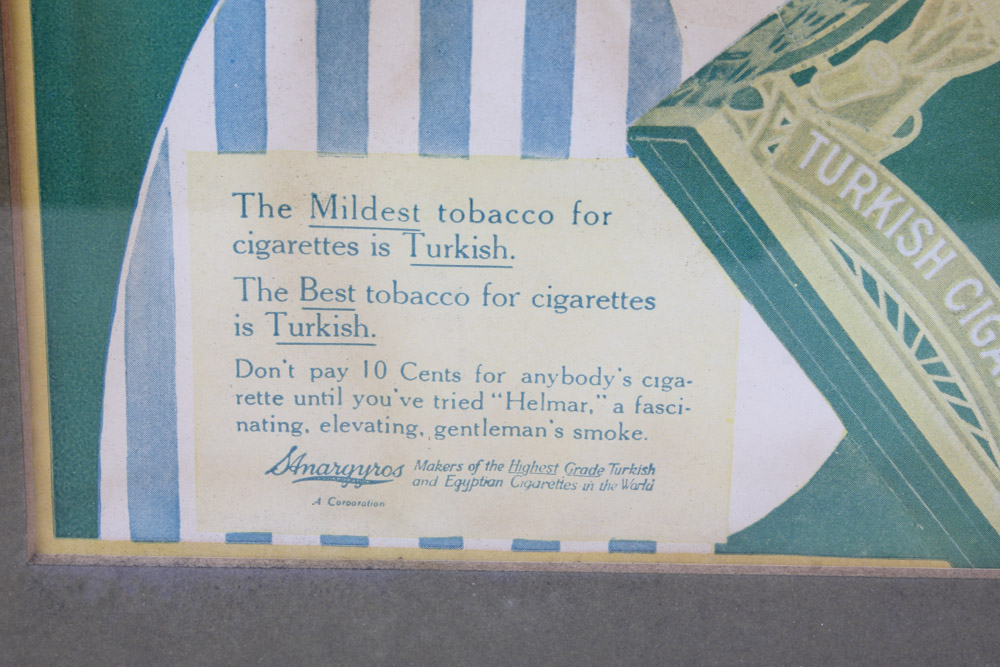 The Mildest tobacco for
cigarettes is Turkish.
The Best tobacco for cigarettes
is Turkish.
Don't pay 10 Cents for anybody's ciga-
rette until you've tried "Helmar," a fasci-
nating, elevating, gentleman's smoke.
S.Anargyros Makers of the Highest Grade Turkish
and Egyptian Cigarettes in the World
A Corporation
TURKISH CIGA